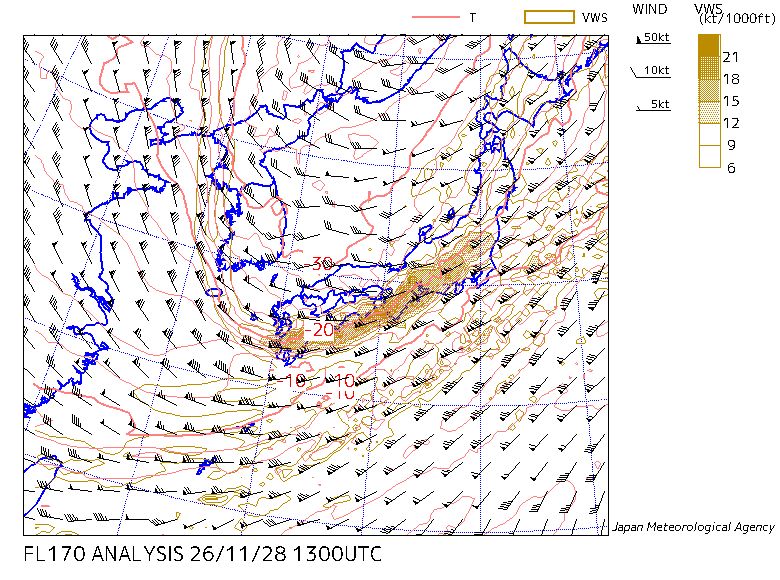 T
VWS
WIND
50kt
10kt
5kt
VWS
(kt/1000ft)
21
18
15
12
9
6
-30
-20
-10
-10
Japan Meteorological Agency
FL170 ANALYSIS 26/11/28 1300UTC